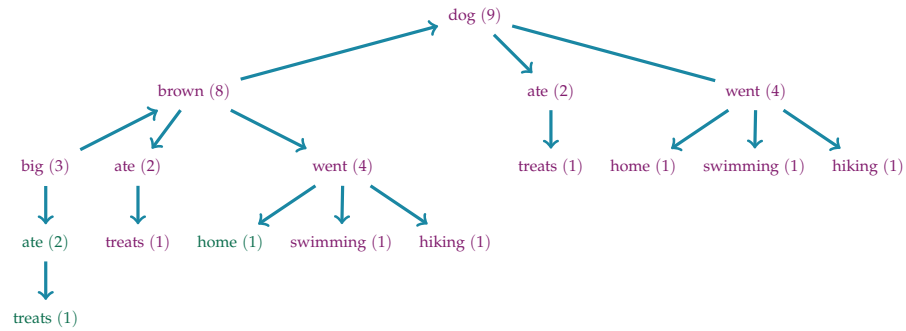 dog (9)
brown (8)
ate (2)
went (4)
big (3)
ate (2)
went (4)
treats (1)
home (1)
swimming (1)
hiking (1)
ate (2)
treats (1)
home (1)
swimming (1)
hiking (1)
treats (1)